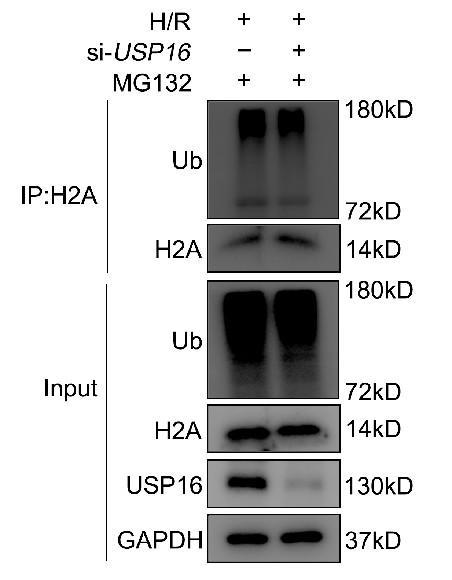 H/R + +
si-USP16 − +
MG132 + +
180kD
Ub
72kD
IP:H2A
H2A 14kD
180kD
Ub
72kD
Input
H2A 14kD
USP16 130kD
GAPDH 37kD